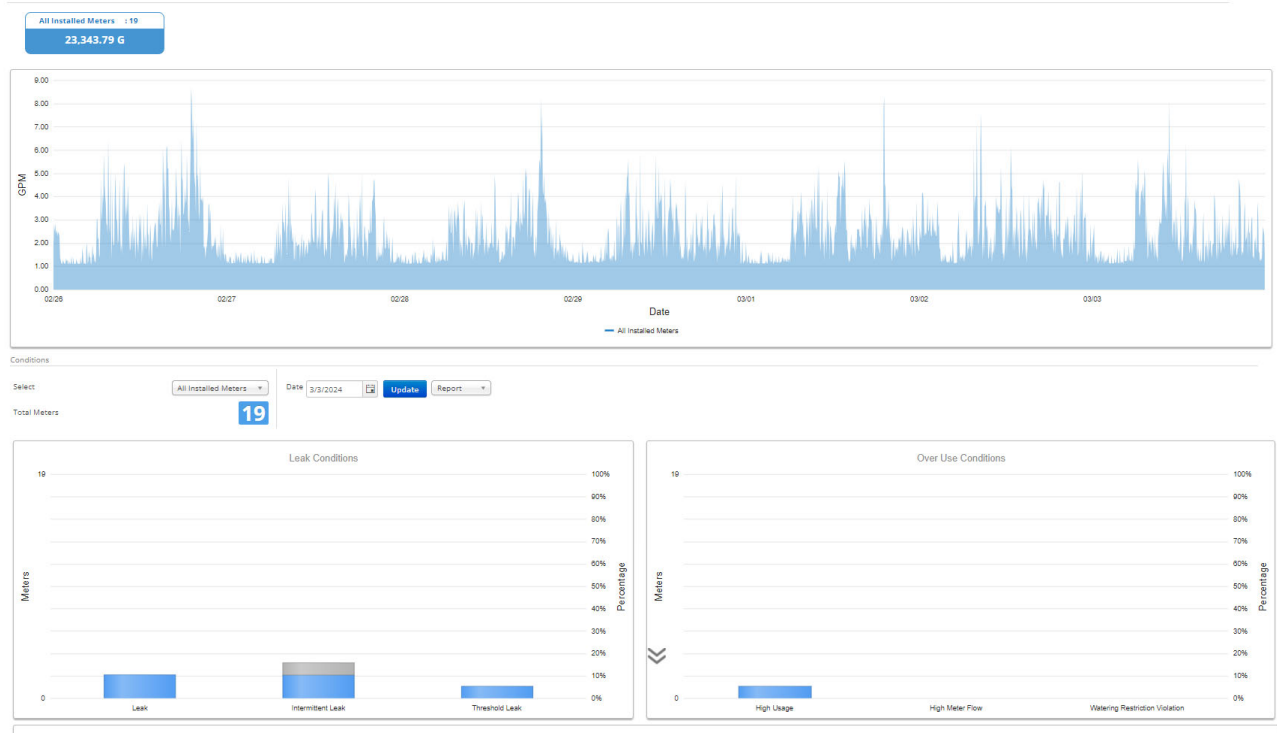 All Installed Meters : 19
23,343.79 G
9.00
8.00
7.00
6.00
5.00
4.00
3.00
2.00
1.00
0.00
GPM
02/26 02/27 02/28 02/29 03/01 03/02 03/03
Date
All Installed Meters
Conditions
Select All Installed Meters Date 3/3/2024 Update Report
Total Meters 19
Leak Conditions
19
0
Meters
100%
90%
80%
70%
60%
50%
40%
30%
20%
10%
0%
Percentage
Leak Intermittent Leak Threshold Leak
Over Use Conditions
19
0
Meters
100%
90%
80%
70%
60%
50%
40%
30%
20%
10%
0%
Percentage
High Usage High Meter Flow Watering Restriction Violation